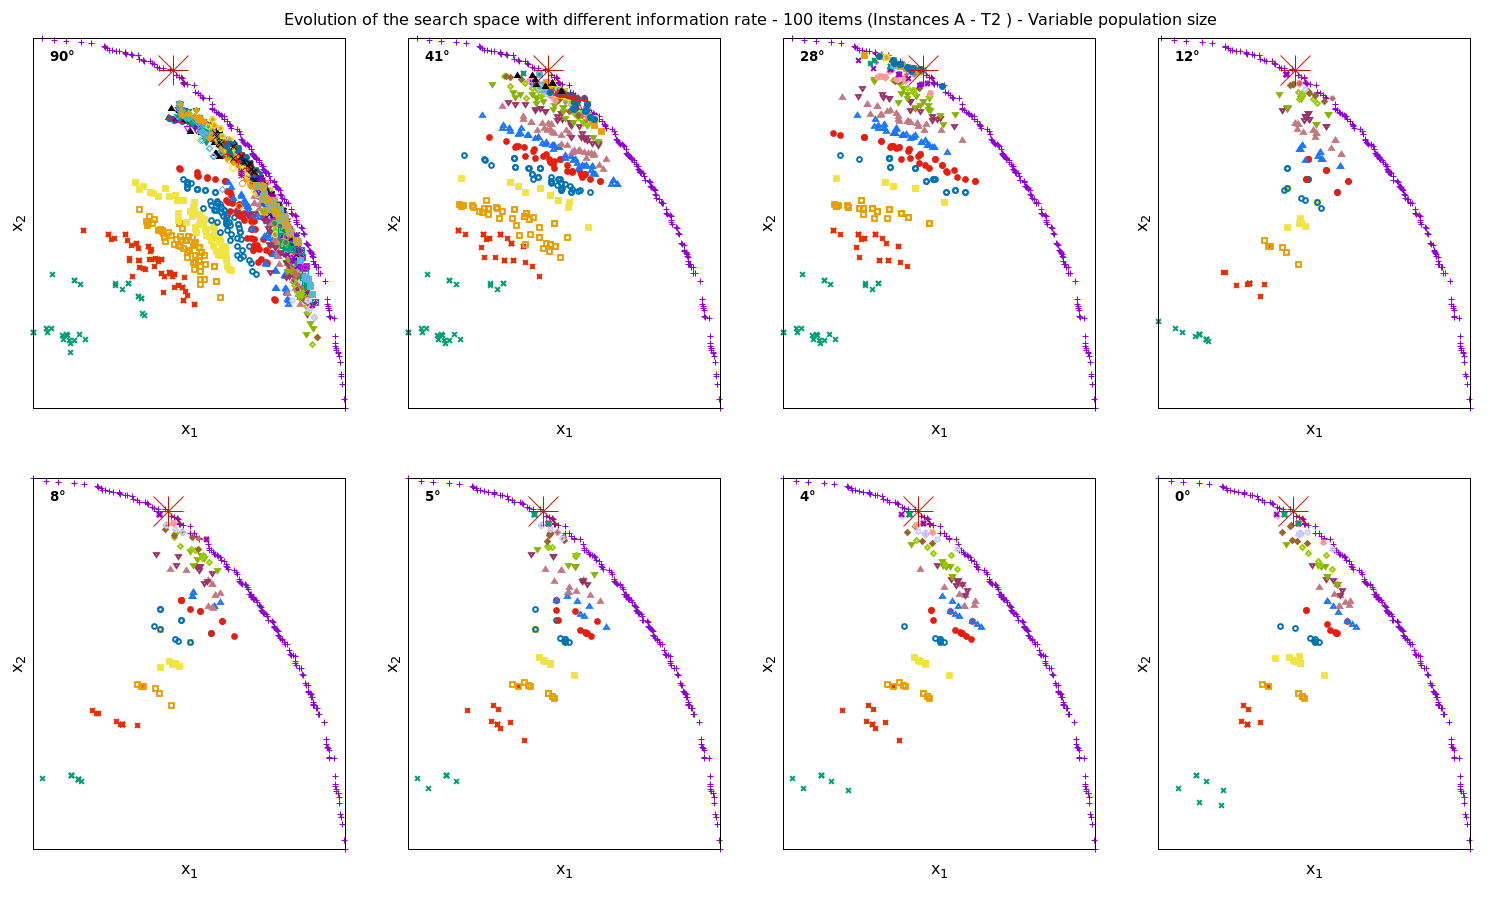 Evolution of the search space with different information rate - 100 items (Instances A - T2 ) - Variable population size
90° 41° 28° 12°
x2 x2 x2 x2
x1 x1 x1 x1
8° 5° 4° 0°
x2 x2 x2 x2
x1 x1 x1 x1